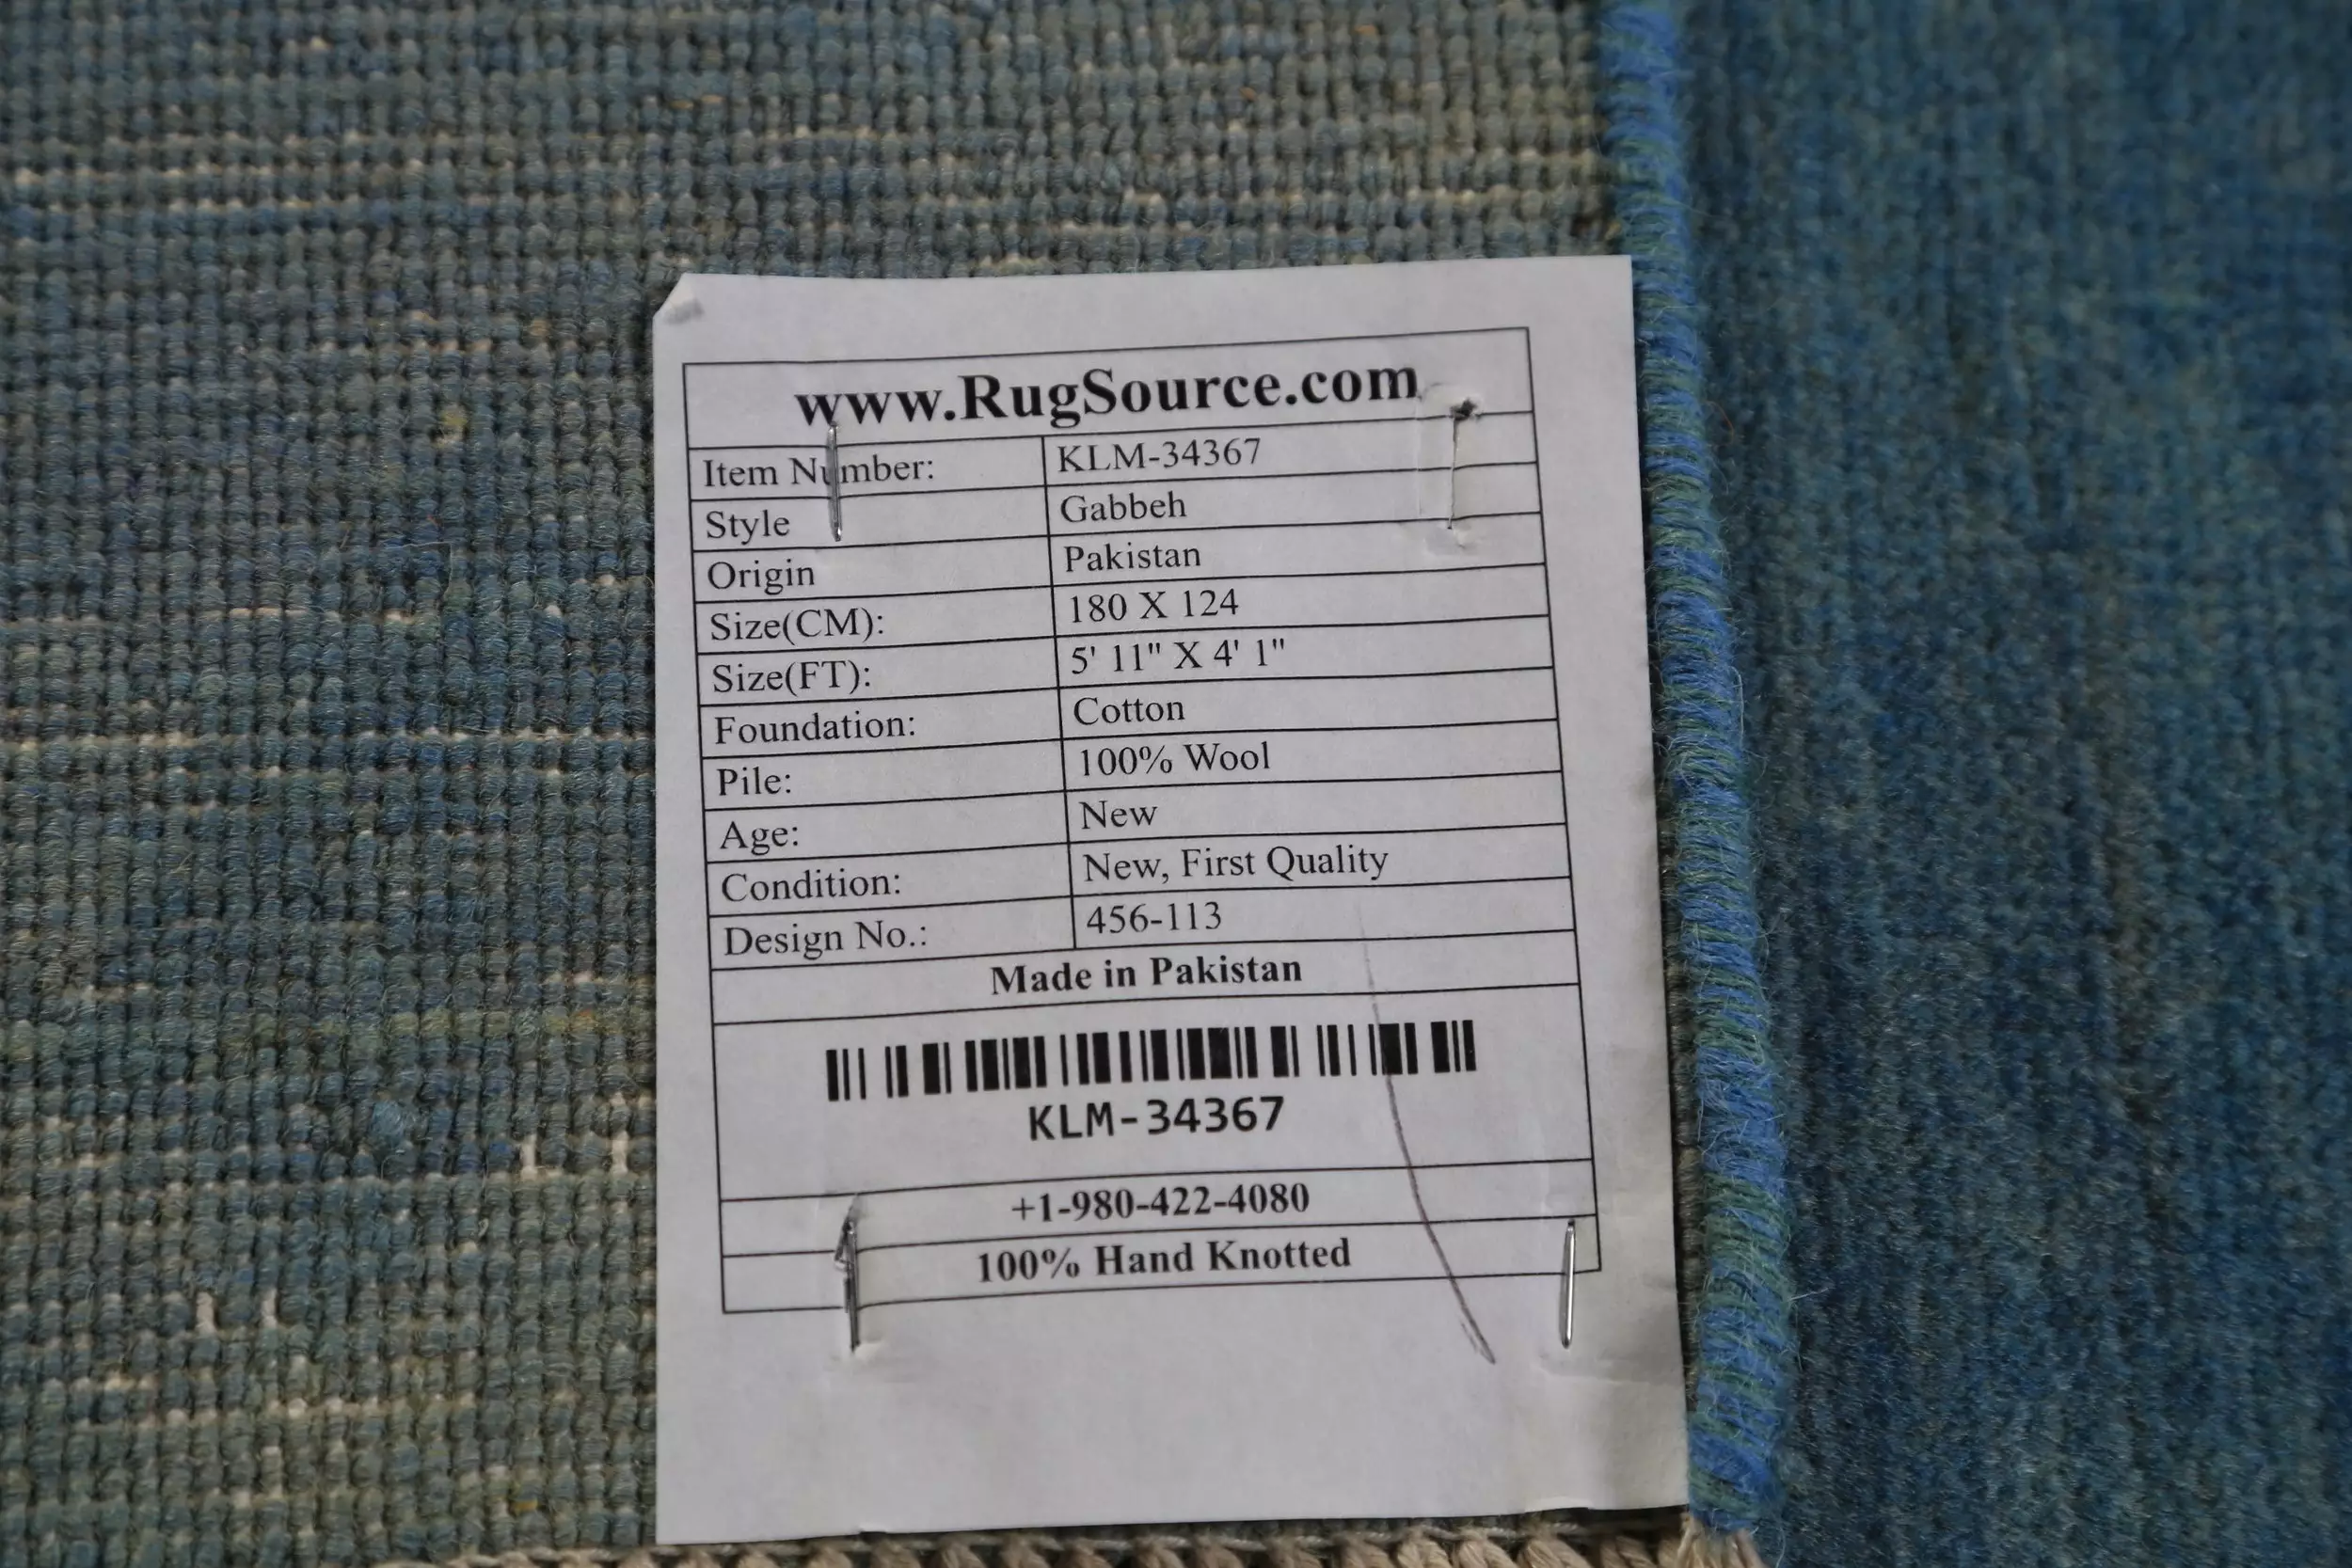 www.RugSource.com
Item Number: KLM-34367
Style Gabbeh
Origin Pakistan
Size(CM): 180 X 124
Size(FT): 5' 11" X 4' 1"
Foundation: Cotton
Pile: 100% Wool
Age: New
Condition: New, First Quality
Design No.: 456-113
Made in Pakistan
KLM-34367
+1-980-422-4080
100% Hand Knotted